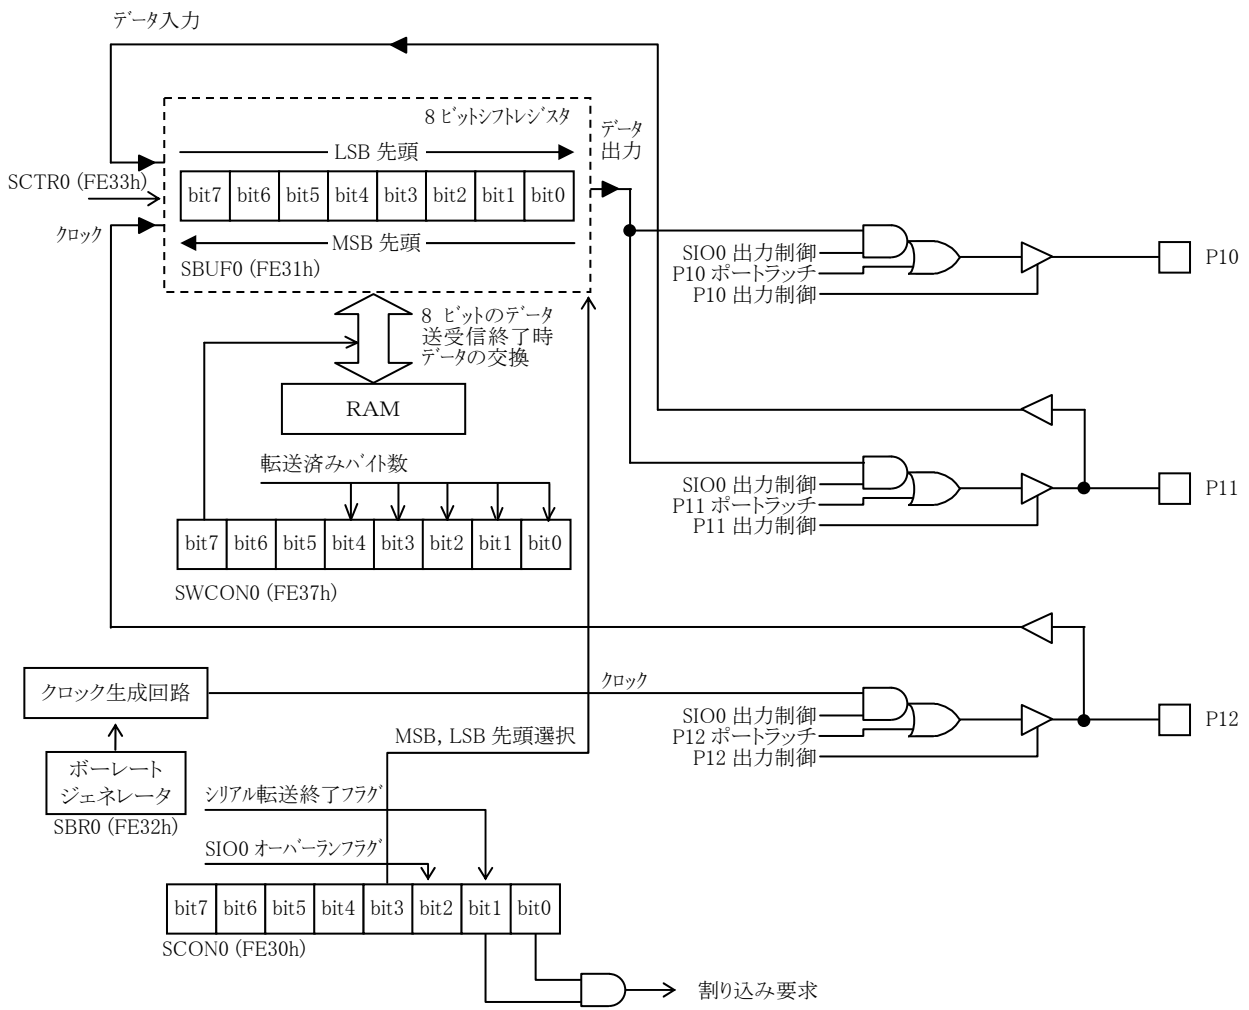 データ入力
8 ビットシフトレジスタ
データ
出力
LSB 先頭
SCTR0 (FE33h)
bit7 bit6 bit5 bit4 bit3 bit2 bit1 bit0
クロック
MSB 先頭
SBUF0 (FE31h)
SIO0 出力制御
P10 ポートラッチ
P10 出力制御
P10
8 ビットのデータ
送受信終了時
データの交換
RAM
転送済みバイト数
SIO0 出力制御
P11 ポートラッチ
P11 出力制御
P11
bit7 bit6 bit5 bit4 bit3 bit2 bit1 bit0
SWCON0 (FE37h)
クロック生成回路
クロック
SIO0 出力制御
P12 ポートラッチ
P12 出力制御
P12
MSB, LSB 先頭選択
ボーレート
ジェネレータ
SBR0 (FE32h)
シリアル転送終了フラグ
SIO0 オーバーランフラグ
bit7 bit6 bit5 bit4 bit3 bit2 bit1 bit0
SCON0 (FE30h)
割り込み要求